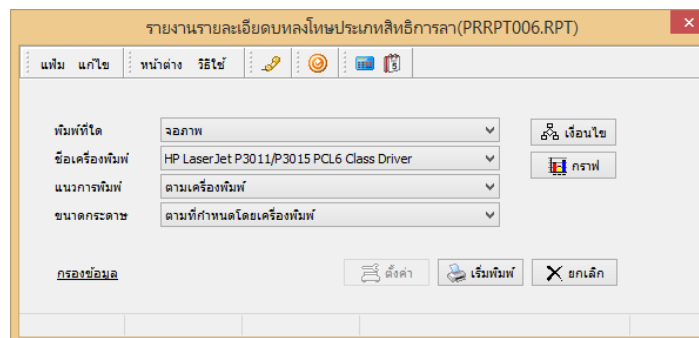 รายงานรายละเอียดบทลงโทษประเภทสิทธิการลา(PRRPT006.RPT)
แฟ้ม แก้ไข หน้าต่าง วิธีใช้
พิมพ์ที่ใด จอภาพ เงื่อนไข
ชื่อเครื่องพิมพ์ HP LaserJet P3011/P3015 PCL6 Class Driver กราฟ
แนวการพิมพ์ ตามเครื่องพิมพ์
ขนาดกระดาษ ตามที่กำหนดโดยเครื่องพิมพ์
กรองข้อมูล ตั้งค่า เริ่มพิมพ์ ยกเลิก